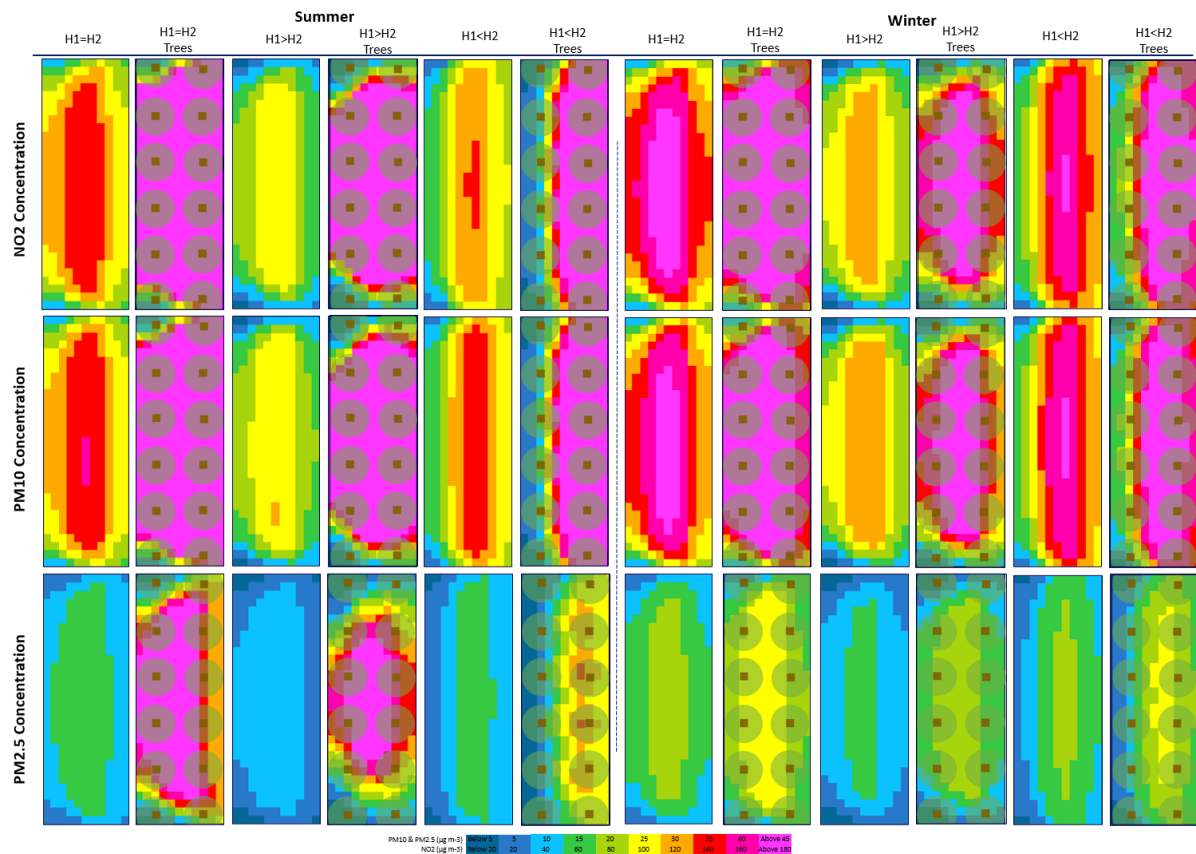 Summer
Winter
H1=H2
H1=H2
Trees
H1>H2
H1>H2
Trees
H1<H2
H1<H2
Trees
H1=H2
H1=H2
Trees
H1>H2
H1>H2
Trees
H1<H2
H1<H2
Trees
NO2 Concentration
PM10 Concentration
PM2.5 Concentration
PM10 & PM2.5 (µg m-3) Below 5 5 10 15 20 25 30 35 40 Above 45
NO2 (µg m-3) Below 20 20 40 60 80 100 120 140 160 Above 180